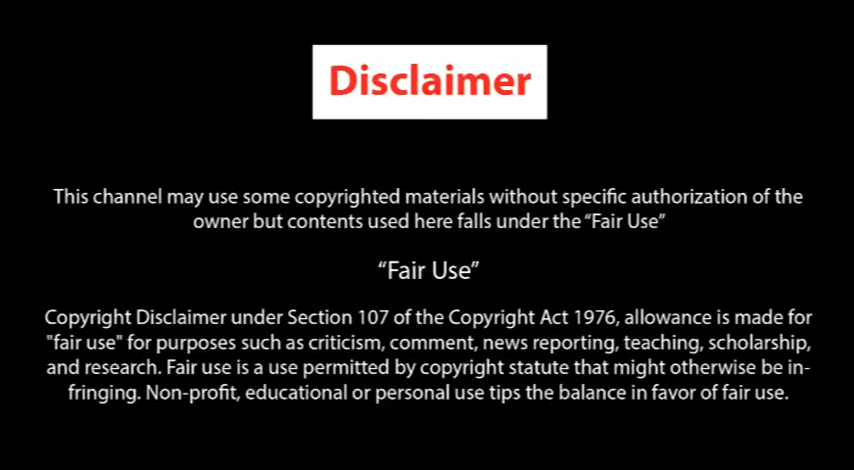 Disclaimer
This channel may use some copyrighted materials without specific authorization of the
owner but contents used here falls under the “Fair Use”
“Fair Use”
Copyright Disclaimer under Section 107 of the Copyright Act 1976, allowance is made for
"fair use" for purposes such as criticism, comment, news reporting, teaching, scholarship,
and research. Fair use is a use permitted by copyright statute that might otherwise be in-
fringing. Non-profit, educational or personal use tips the balance in favor of fair use.